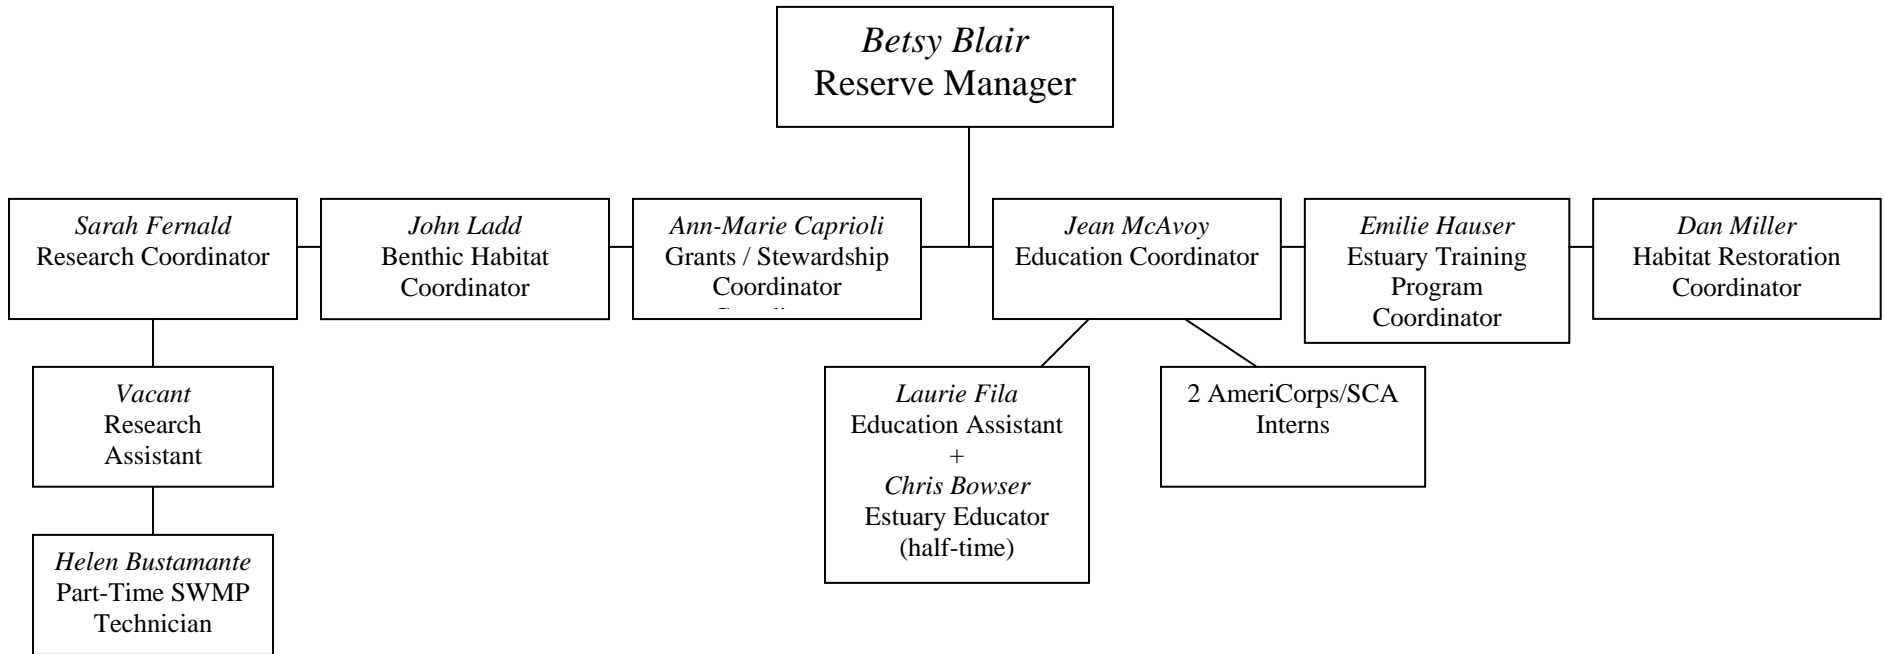 Betsy Blair
Reserve Manager
Sarah Fernald
Research Coordinator
John Ladd
Benthic Habitat
Coordinator
Ann-Marie Caprioli
Grants / Stewardship
Coordinator
Jean McAvoy
Education Coordinator
Emilie Hauser
Estuary Training
Program
Coordinator
Dan Miller
Habitat Restoration
Coordinator
Vacant
Research
Assistant
Laurie Fila
Education Assistant
+
Chris Bowser
Estuary Educator
(half-time)
2 AmeriCorps/SCA
Interns
Helen Bustamante
Part-Time SWMP
Technician